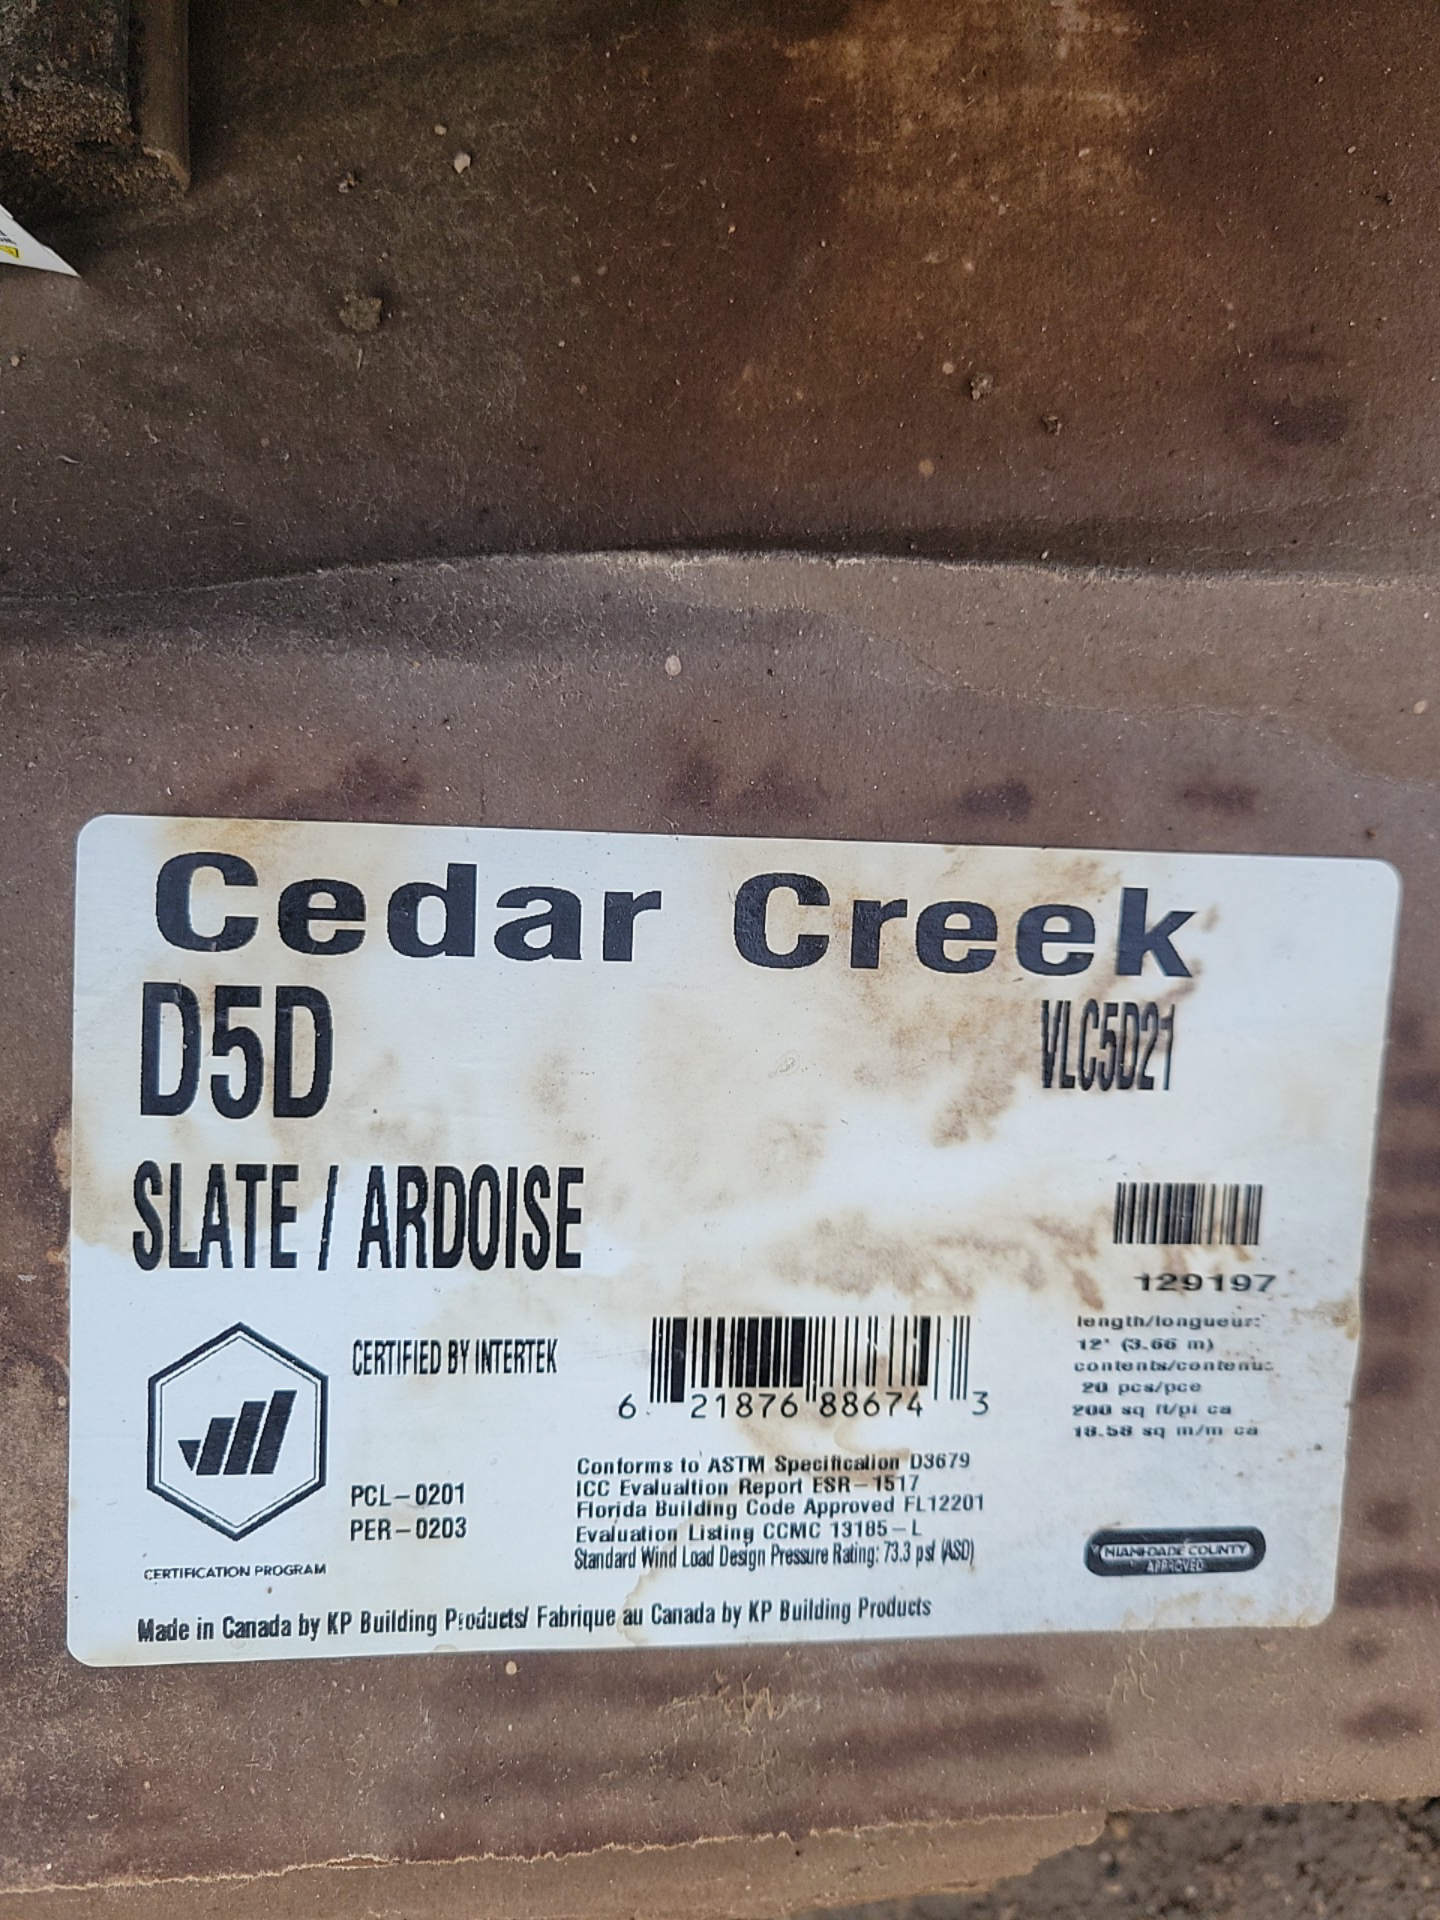 Cedar Creek
D5D
VLC5D21
SLATE / ARDOISE
129197
CERTIFIED BY INTERTEK
6 21876 88674 3
length/longueur:
12' (3.66 m)
contents/contenu:
20 pcs/pce
200 sq ft/pi ca
18.58 sq m/m ca
PCL-0201
PER-0203
CERTIFICATION PROGRAM
Conforms to ASTM Specification D3679
ICC Evalualtion Report ESR-1517
Florida Building Code Approved FL12201
Evaluation Listing CCMC 13185-L
Standard Wind Load Design Pressure Rating: 73.3 psf (ASD)
MIAMI-DADE COUNTY
APPROVED
Made in Canada by KP Building Products/ Fabrique au Canada by KP Building Products